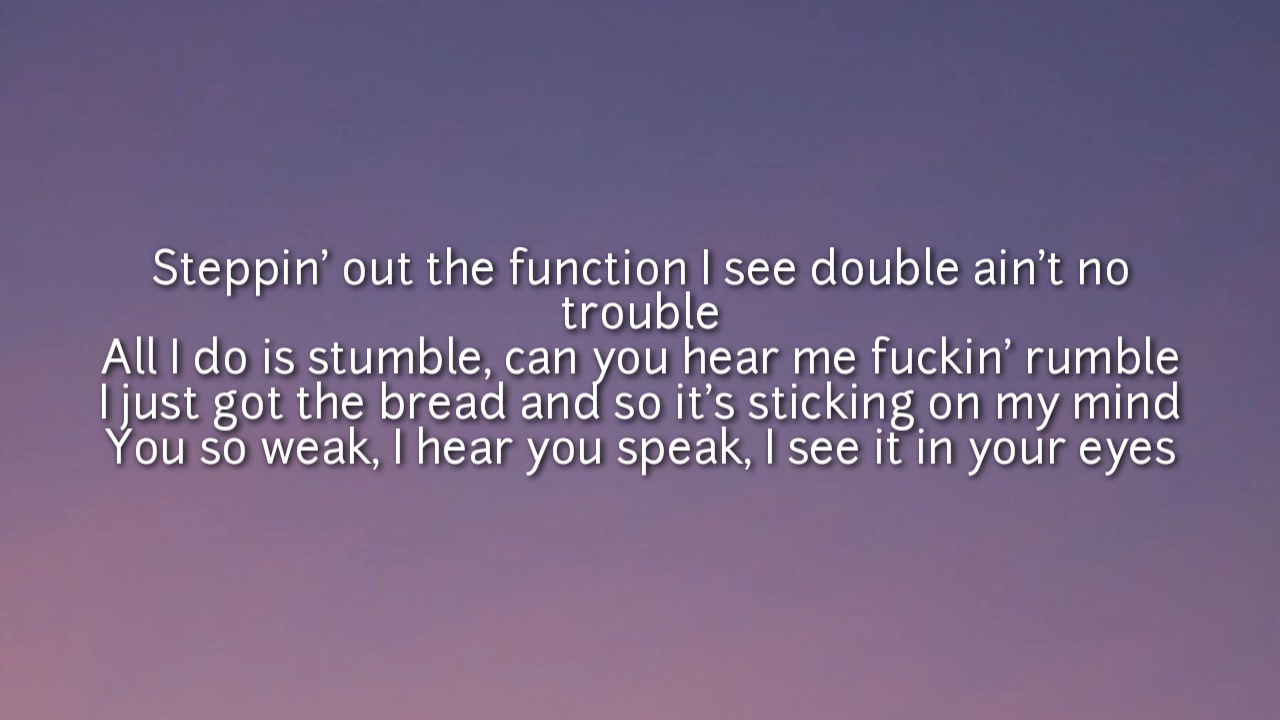 Steppin’ out the function I see double ain’t no
trouble
All I do is stumble, can you hear me fuckin’ rumble
I just got the bread and so it’s sticking on my mind
You so weak, I hear you speak, I see it in your eyes